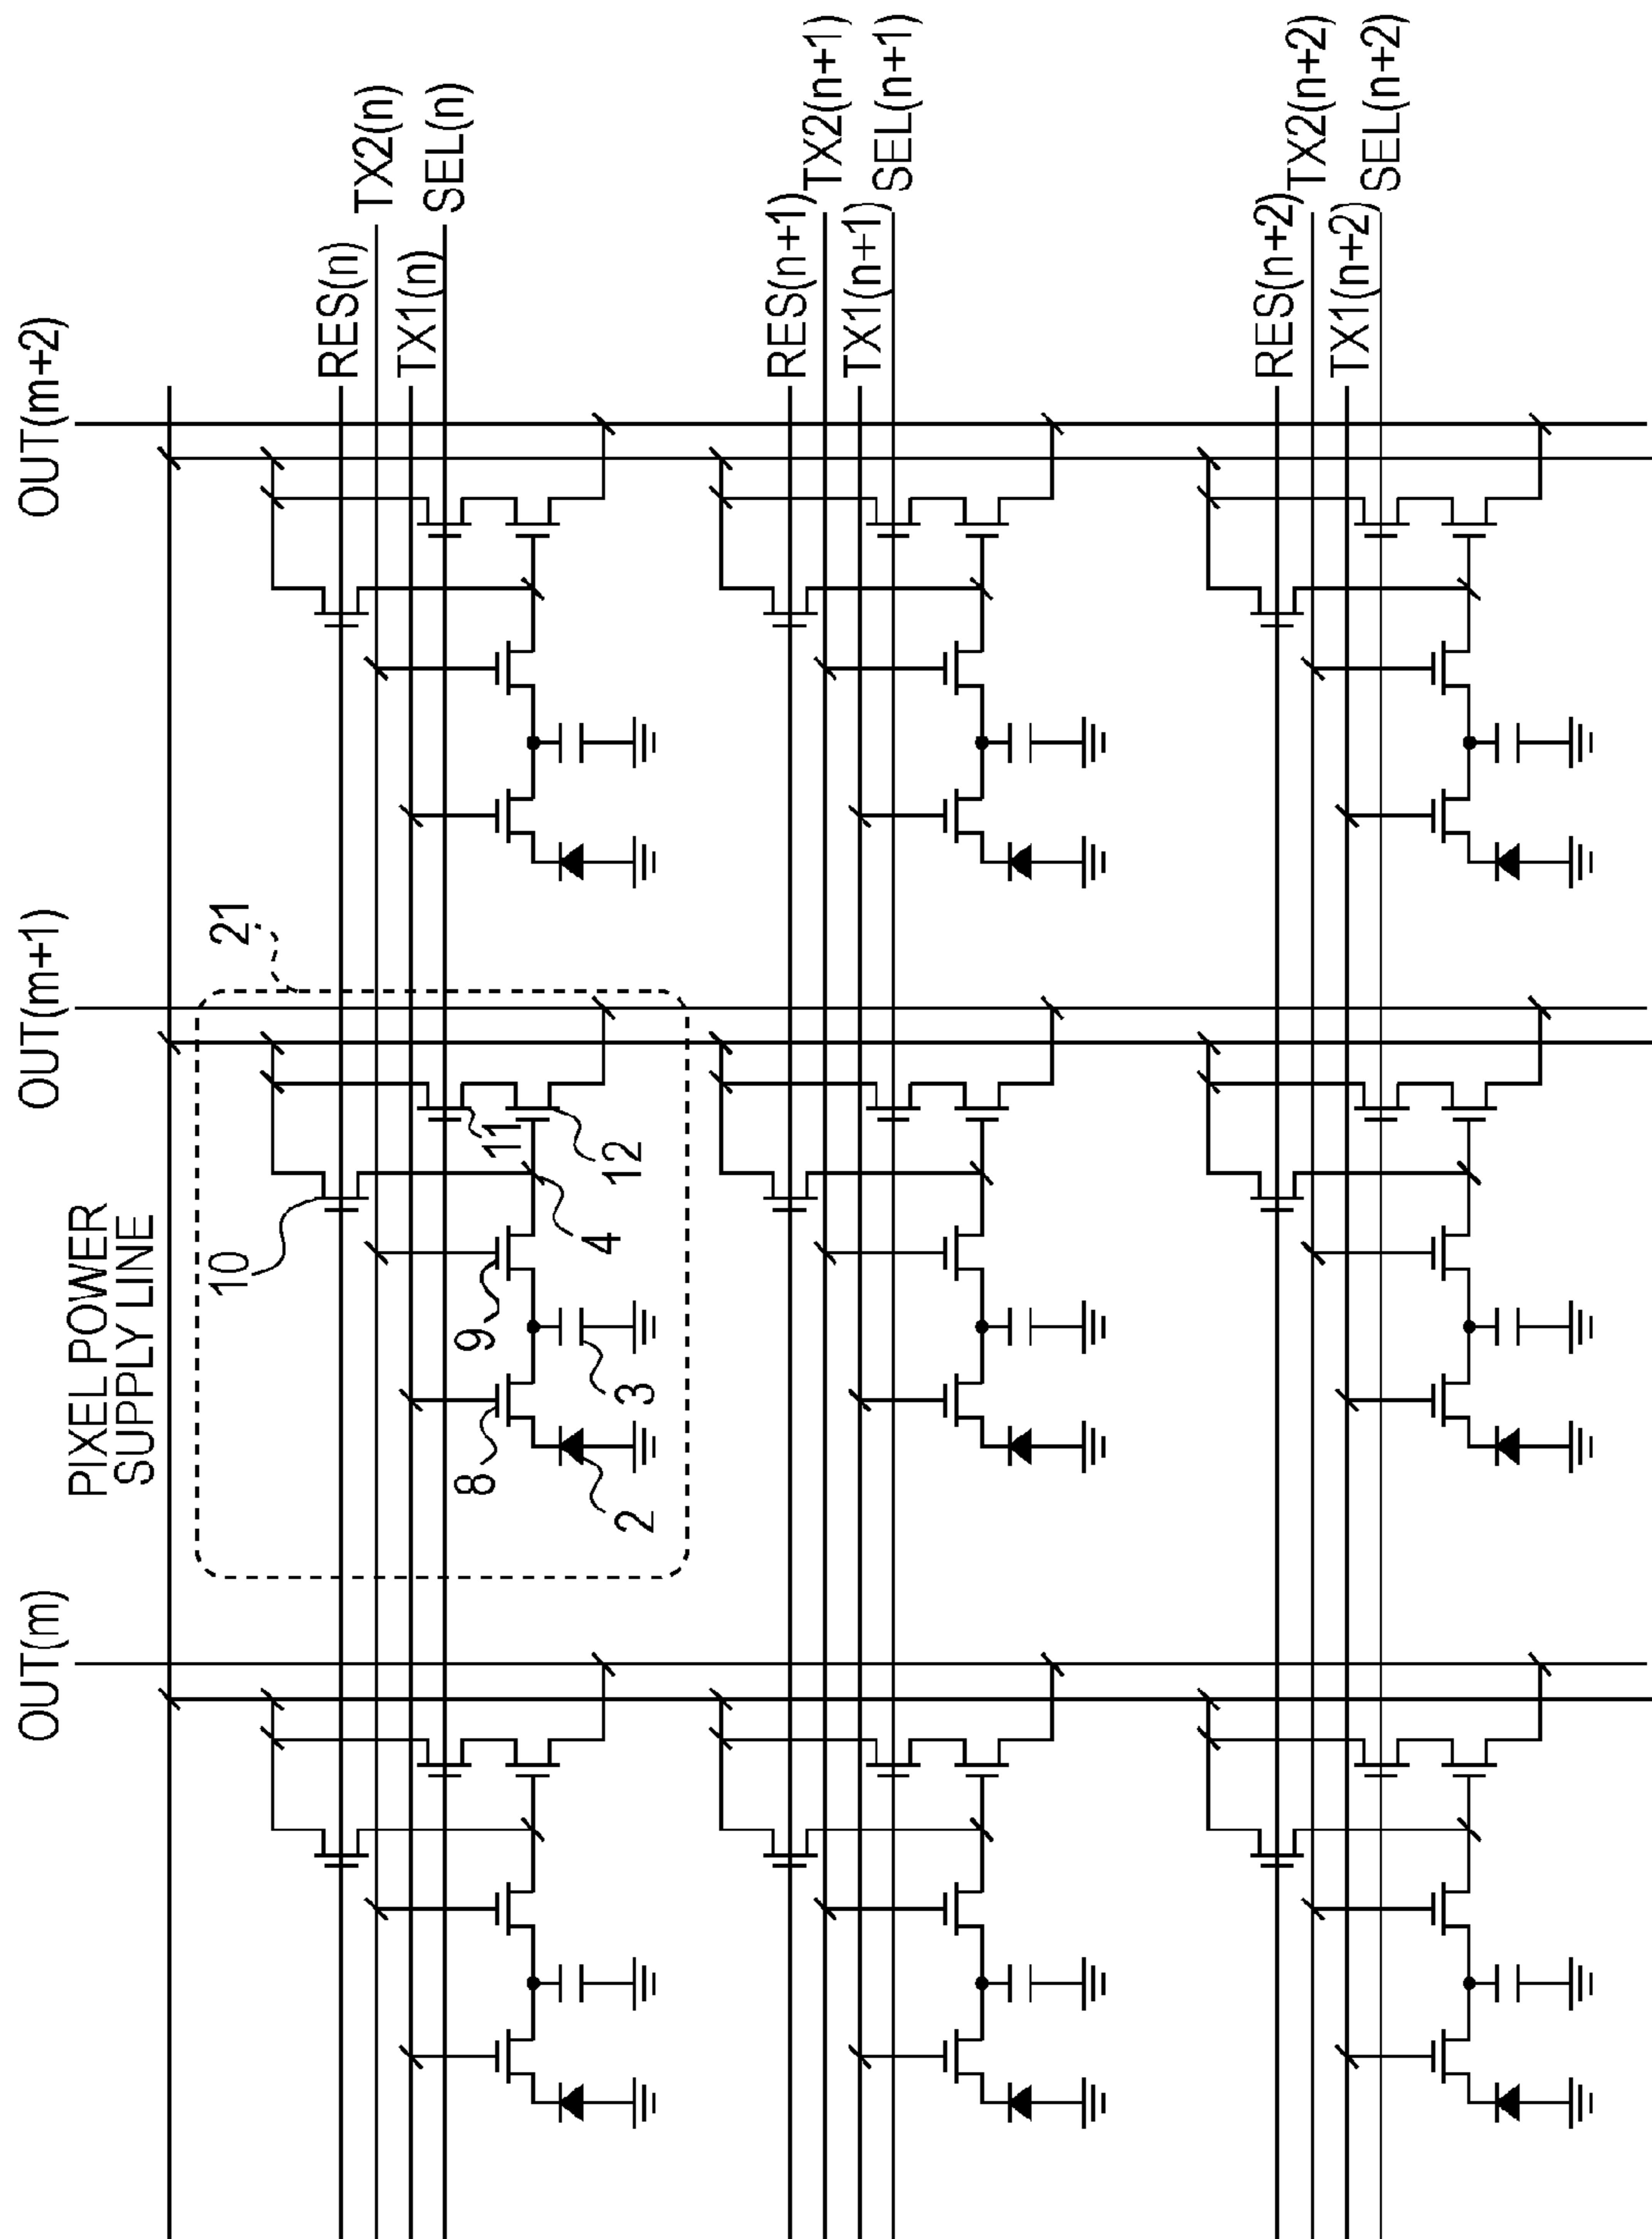 OUT(m)
OUT(m+1)
OUT(m+2)
PIXEL POWER
SUPPLY LINE
21
10
11
12
9
4
8
3
2
RES(n)
TX2(n)
TX1(n)
SEL(n)
RES(n+1)
TX2(n+1)
TX1(n+1)
SEL(n+1)
RES(n+2)
TX2(n+2)
TX1(n+2)
SEL(n+2)